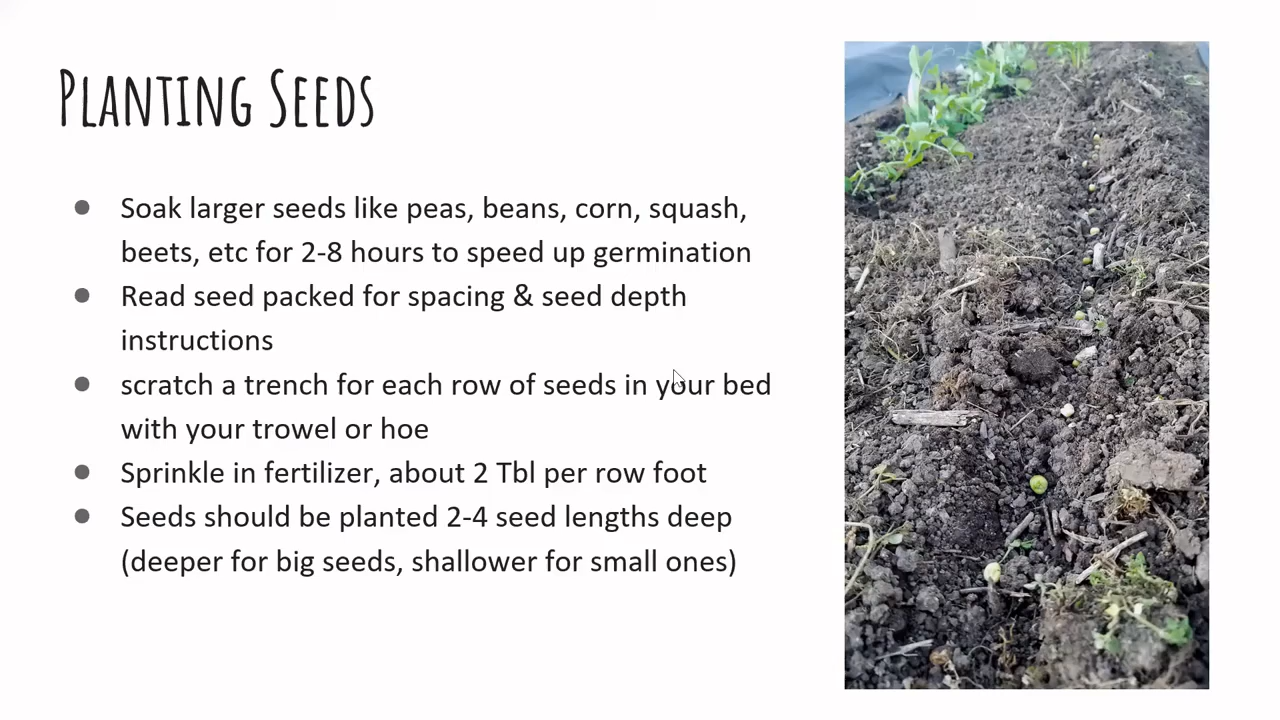 Planting Seeds
Soak larger seeds like peas, beans, corn, squash,
beets, etc for 2-8 hours to speed up germination
Read seed packed for spacing & seed depth
instructions
scratch a trench for each row of seeds in your bed
with your trowel or hoe
Sprinkle in fertilizer, about 2 Tbl per row foot
Seeds should be planted 2-4 seed lengths deep
(deeper for big seeds, shallower for small ones)